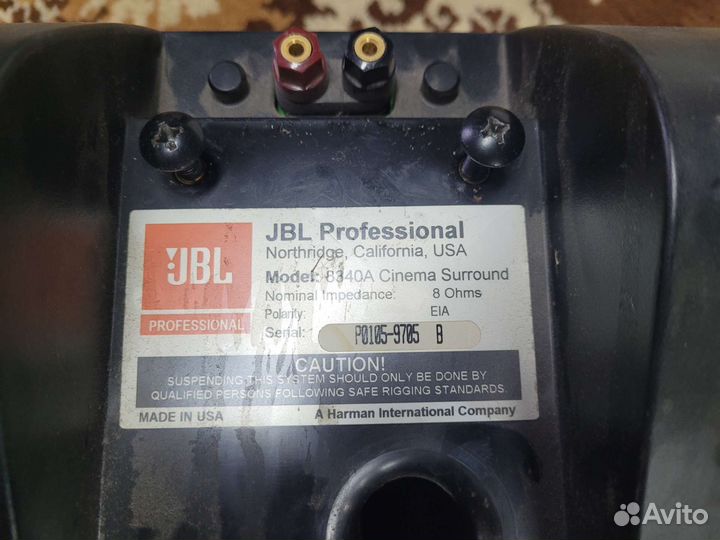 JBL Professional
Northridge, California, USA
Model: 8340A Cinema Surround
Nominal Impedance: 8 Ohms
Polarity: EIA
Serial: P0105-9705 B
JBL
PROFESSIONAL
CAUTION!
SUSPENDING THIS SYSTEM SHOULD ONLY BE DONE BY
QUALIFIED PERSONS FOLLOWING SAFE RIGGING STANDARDS.
MADE IN USA A Harman International Company
Avito